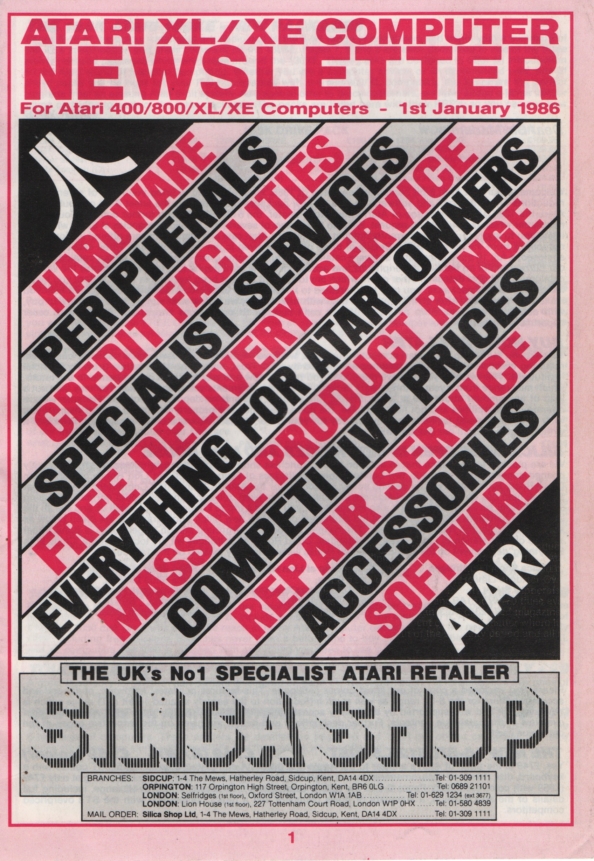 ATARI XL/XE COMPUTER
NEWSLETTER
For Atari 400/800/XL/XE Computers - 1st January 1986
HARDWARE
PERIPHERALS
CREDIT FACILITIES
SPECIALIST SERVICES
FREE DELIVERY SERVICE
EVERYTHING FOR ATARI OWNERS
MASSIVE PRODUCT RANGE
COMPETITIVE PRICES
REPAIR SERVICE
ACCESSORIES
SOFTWARE
ATARI
THE UK's No1 SPECIALIST ATARI RETAILER
SILICA SHOP
BRANCHES: SIDCUP: 1-4 The Mews, Hatherley Road, Sidcup, Kent, DA14 4DX Tel: 01-309 1111
ORPINGTON: 117 Orpington High Street, Orpington, Kent, BR6 0LG Tel: 0689 21101
LONDON: Selfridges (1st floor), Oxford Street, London W1A 1AB Tel: 01-629 1234 (ext 3677)
LONDON: Lion House (1st floor), 227 Tottenham Court Road, London W1P 0HX Tel: 01-580 4839
MAIL ORDER: Silica Shop Ltd, 1-4 The Mews, Hatherley Road, Sidcup, Kent, DA14 4DX Tel: 01-309 1111
1